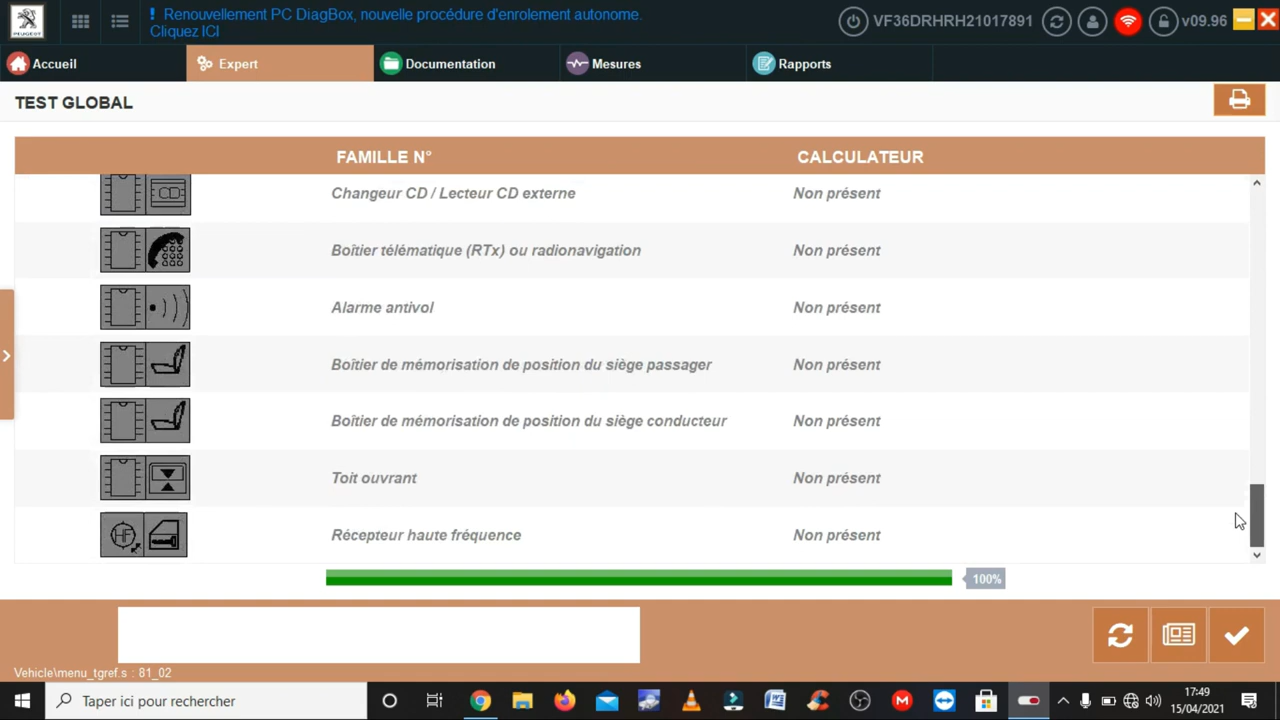 ! Renouvellement PC DiagBox, nouvelle procédure d'enrolement autonome.
Cliquez ICI
VF36DRHRH21017891
v09.96
PEUGEOT
Accueil
Expert
Documentation
Mesures
Rapports
TEST GLOBAL
FAMILLE N° CALCULATEUR
CD Changeur CD / Lecteur CD externe Non présent
Boîtier télématique (RTx) ou radionavigation Non présent
Alarme antivol Non présent
Boîtier de mémorisation de position du siège passager Non présent
Boîtier de mémorisation de position du siège conducteur Non présent
Toit ouvrant Non présent
HF Récepteur haute fréquence Non présent
100%
Vehicle\menu_tgref.s : 81_02
Taper ici pour rechercher
17:49
15/04/2021